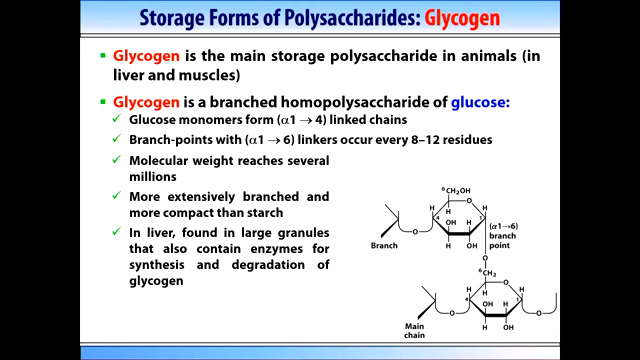 Storage Forms of Polysaccharides: Glycogen
Glycogen is the main storage polysaccharide in animals (in
liver and muscles)
Glycogen is a branched homopolysaccharide of glucose:
Glucose monomers form (α1 → 4) linked chains
Branch-points with (α1 → 6) linkers occur every 8–12 residues
Molecular weight reaches several
millions
More extensively branched and
more compact than starch
In liver, found in large granules
that also contain enzymes for
synthesis and degradation of
glycogen
6CH2OH
H
O
H
H
4
OH
H
1
O
H
OH
Branch
(α1→6)
branch
point
O
6CH2
H
O
H
H
4
OH
H
1
O
H
OH
O
Main
chain